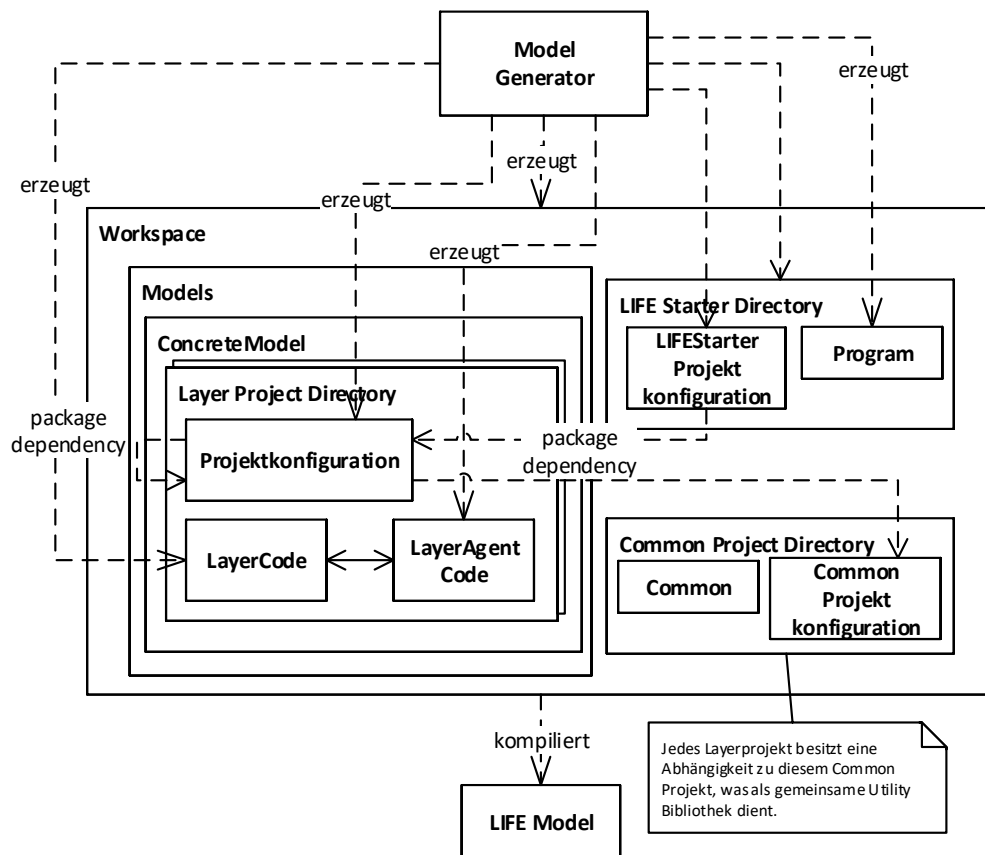 Model
Generator
erzeugt
erzeugt
erzeugt
erzeugt
erzeugt
Workspace
Models
ConcreteModel
Layer Project Directory
Projektkonfiguration
LayerCode
LayerAgent
Code
package
dependency
package
dependency
LIFE Starter Directory
LIFEStarter
Projekt
konfiguration
Program
Common Project Directory
Common
Common
Projekt
konfiguration
kompiliert
LIFE Model
Jedes Layerprojekt besitzt eine
Abhängigkeit zu diesem Common
Projekt, was als gemeinsame Utility
Bibliothek dient.